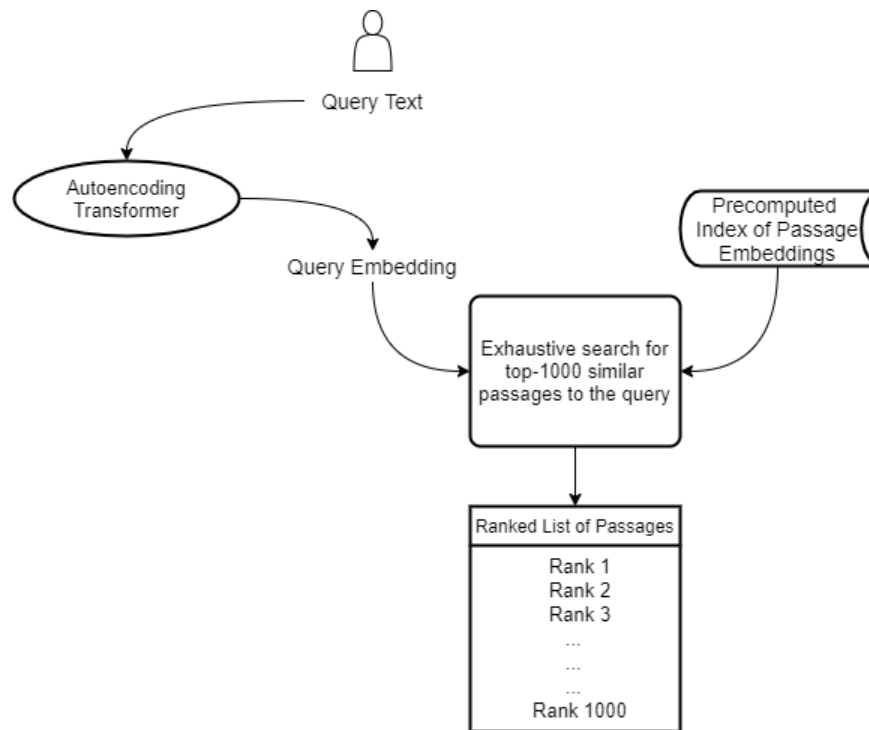 Query Text
Autoencoding
Transformer
Precomputed
Index of Passage
Embeddings
Query Embedding
Exhaustive search for
top-1000 similar
passages to the query
Ranked List of Passages
Rank 1
Rank 2
Rank 3
...
...
...
Rank 1000